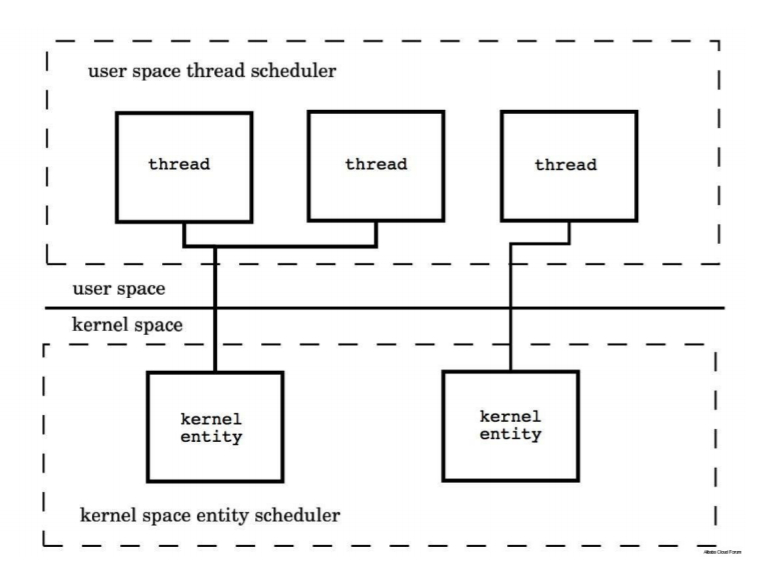 user space thread scheduler
thread
thread
thread
user space
kernel space
kernel
entity
kernel
entity
kernel space entity scheduler
Alibaba Cloud Forum